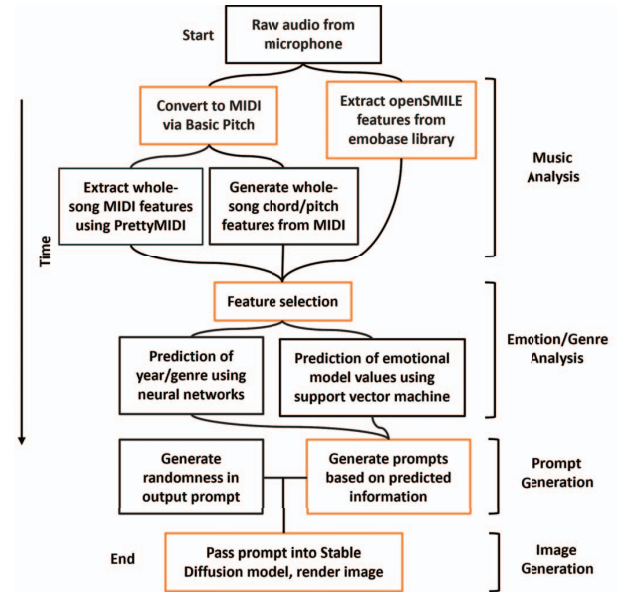 Start
Raw audio from
microphone
Convert to MIDI
via Basic Pitch
Extract openSMILE
features from
emobase library
Music
Analysis
Extract whole-
song MIDI features
using PrettyMIDI
Generate whole-
song chord/pitch
features from MIDI
Time
Feature selection
Emotion/Genre
Analysis
Prediction of
year/genre using
neural networks
Prediction of emotional
model values using
support vector machine
Generate
randomness in
output prompt
Generate prompts
based on predicted
information
Prompt
Generation
End
Pass prompt into Stable
Diffusion model, render image
Image
Generation